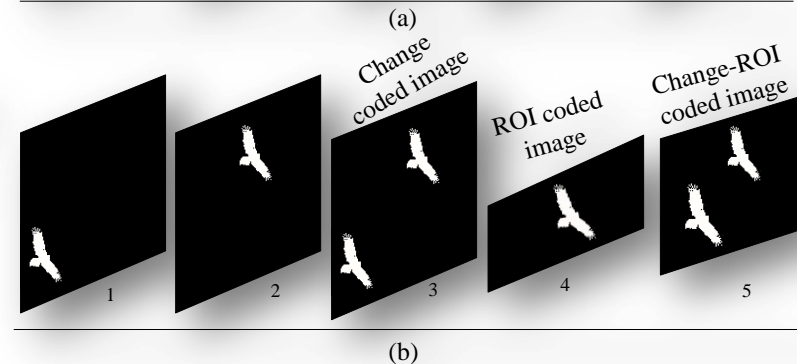 (a)
Change
coded image
ROI coded
image
Change-ROI
coded image
1
2
3
4
5
(b)